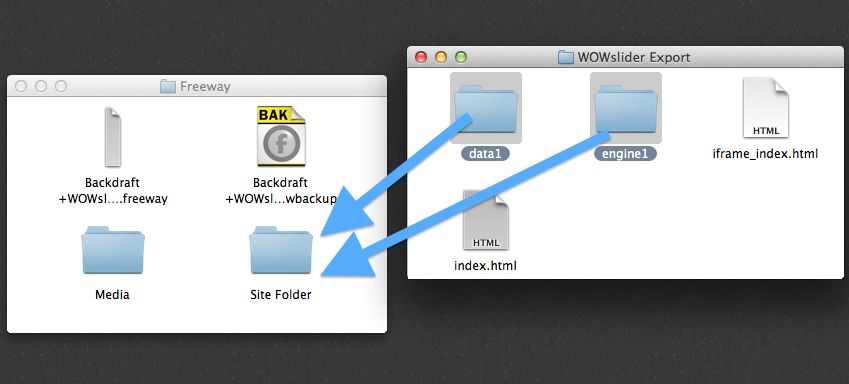 Freeway
BAK
Backdraft
+WOWsl....freeway
Backdraft
+WOWsl...wbackup
Media
Site Folder
WOWslider Export
data1
engine1
HTML
iframe_index.html
HTML
index.html